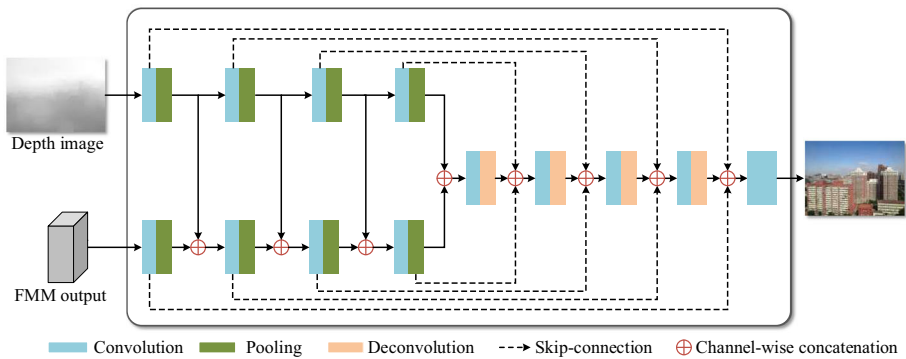 Depth image
FMM output
Convolution
Pooling
Deconvolution
Skip-connection
Channel-wise concatenation